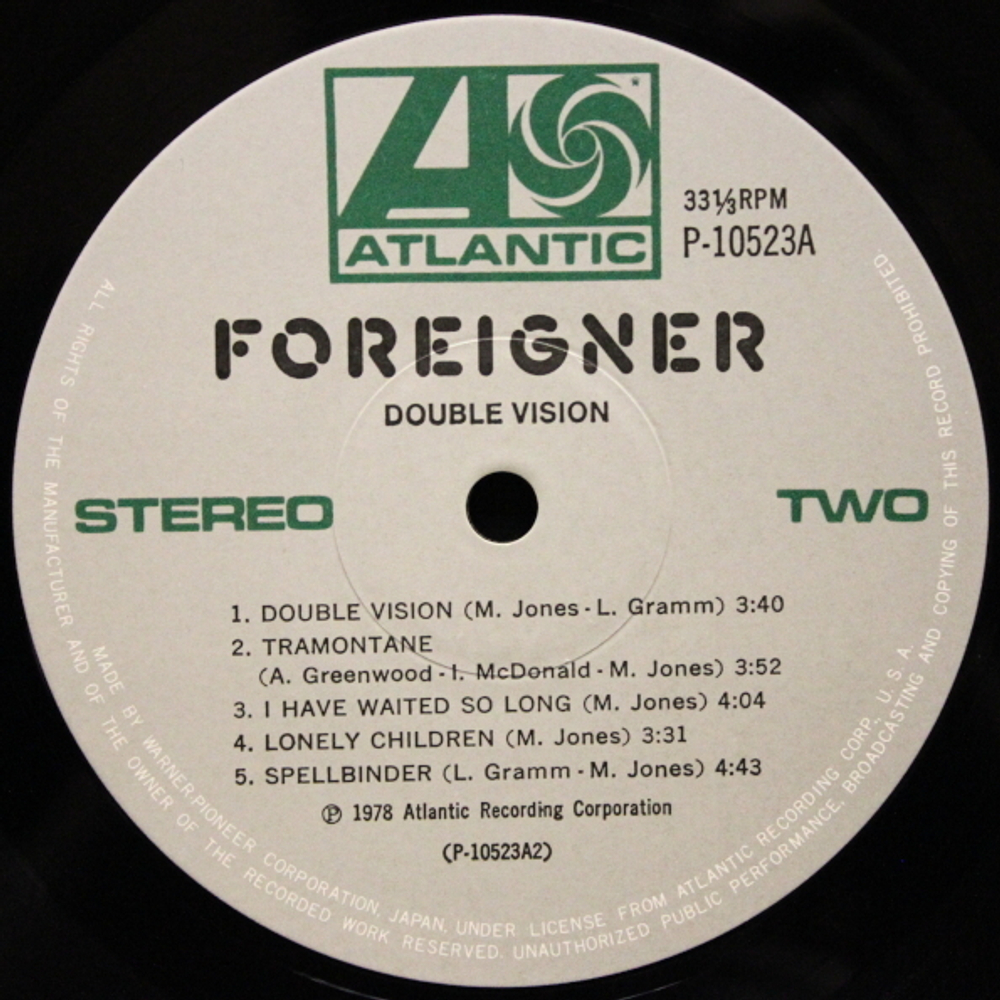 ATLANTIC
33⅓RPM
P-10523A
FOREIGNER
DOUBLE VISION
STEREO
TWO
1. DOUBLE VISION (M. Jones-L. Gramm) 3:40
2. TRAMONTANE
(A. Greenwood-I. McDonald-M. Jones) 3:52
3. I HAVE WAITED SO LONG (M. Jones) 4:04
4. LONELY CHILDREN (M. Jones) 3:31
5. SPELLBINDER (L. Gramm-M. Jones) 4:43
Ⓟ 1978 Atlantic Recording Corporation
(P-10523A2)
MADE BY WARNER-PIONEER CORPORATION, JAPAN, UNDER LICENSE FROM ATLANTIC RECORDING CORP., U. S. A.
ALL RIGHTS OF THE MANUFACTURER AND OF THE OWNER OF THE RECORDED WORK RESERVED. UNAUTHORIZED PUBLIC PERFORMANCE, BROADCASTING AND COPYING OF THIS RECORD PROHIBITED.